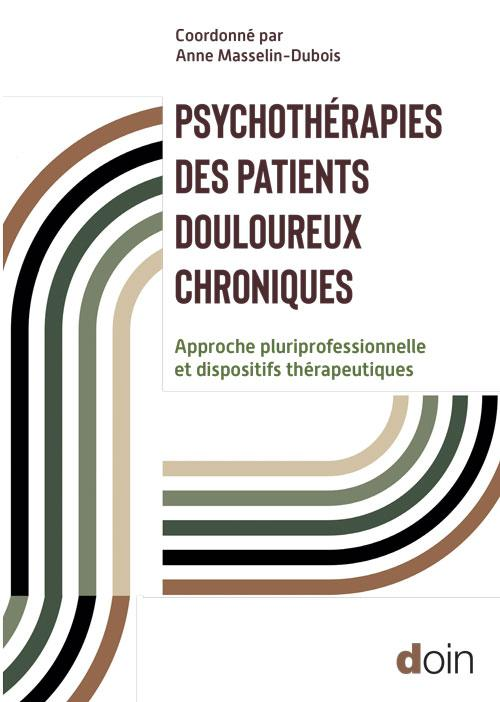 Coordonné par
Anne Masselin-Dubois
PSYCHOTHÉRAPIES
DES PATIENTS
DOULOUREUX
CHRONIQUES
Approche pluriprofessionnelle
et dispositifs thérapeutiques
doin